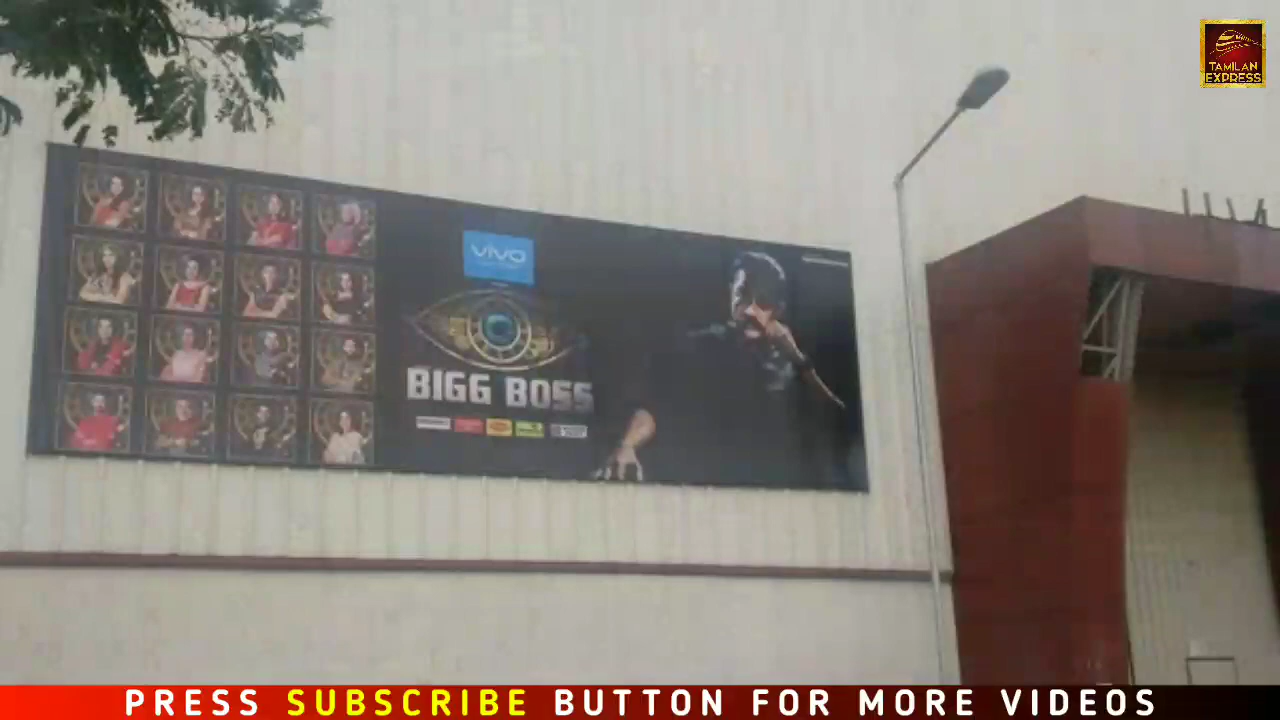 TAMILAN
EXPRESS
vivo
BIGG BOSS
PRESS SUBSCRIBE BUTTON FOR MORE VIDEOS